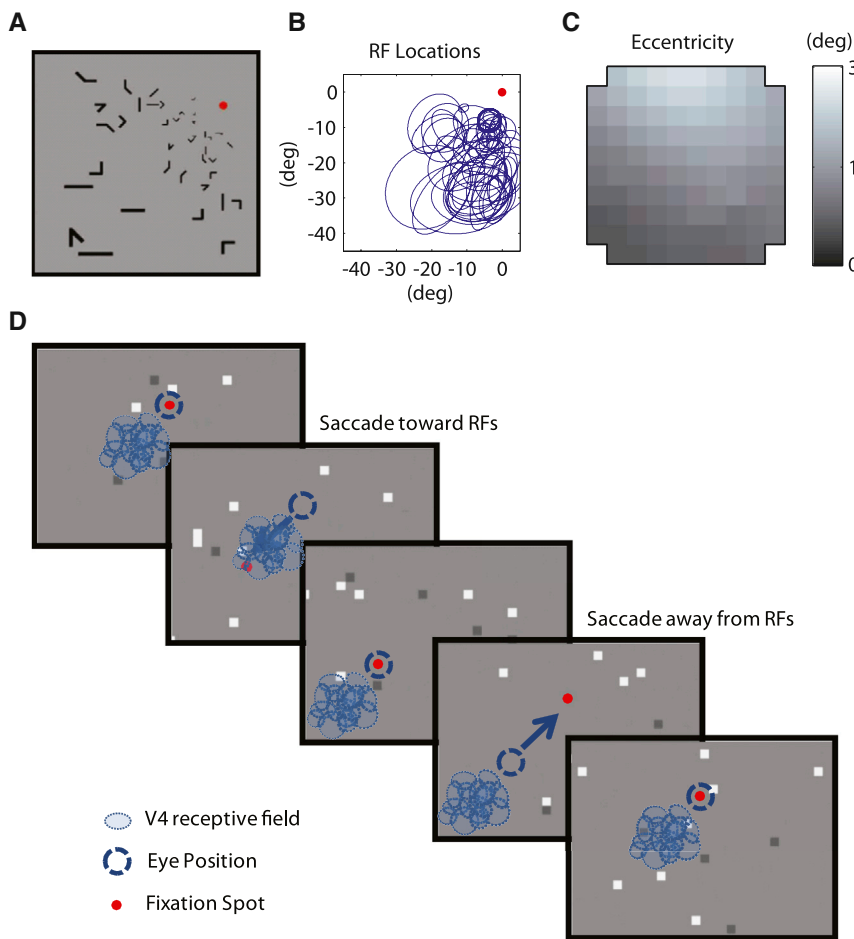 A
B
RF Locations
0
-10
-20
-30
-40
(deg)
-40 -30 -20 -10 0
(deg)
C
Eccentricity
(deg)
3
1
0
D
Saccade toward RFs
Saccade away from RFs
V4 receptive field
Eye Position
Fixation Spot